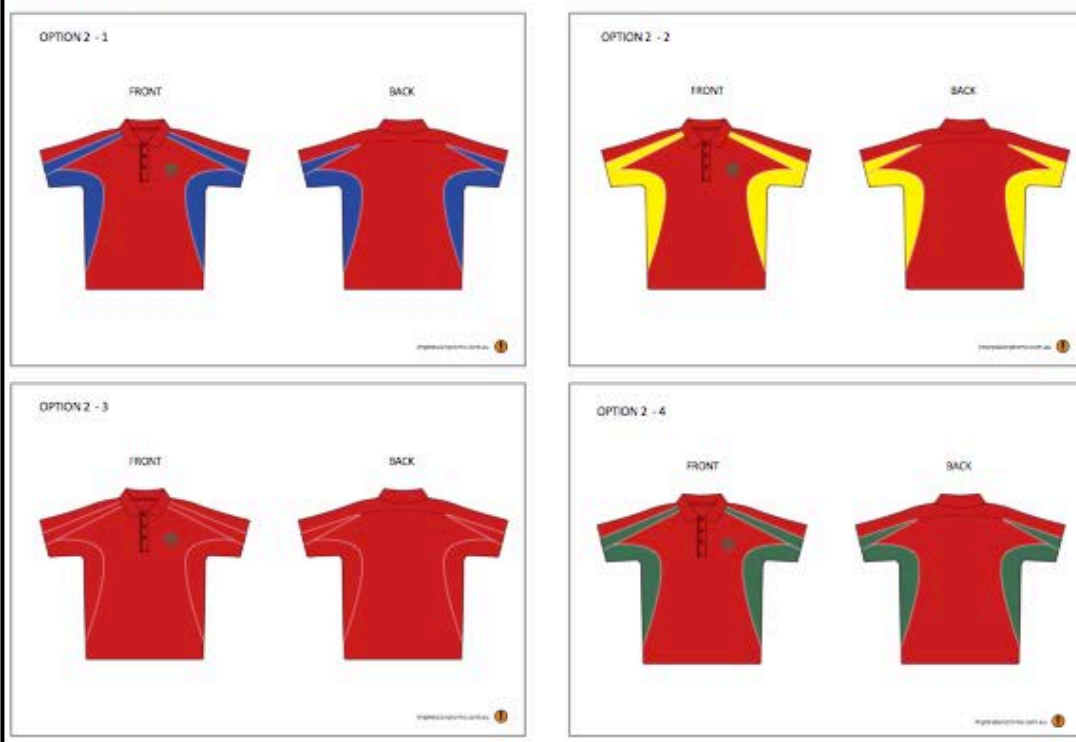 OPTION 2 - 1
FRONT BACK
OPTION 2 - 2
FRONT BACK
OPTION 2 - 3
FRONT BACK
OPTION 2 - 4
FRONT BACK